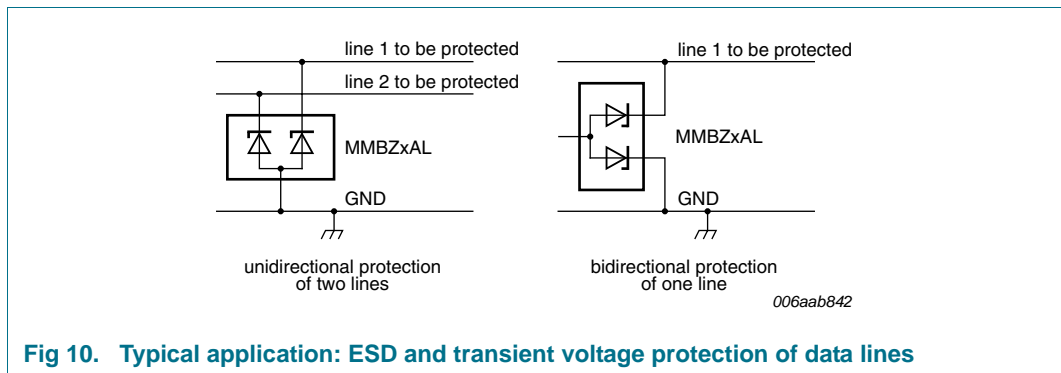 line 1 to be protected
line 2 to be protected
MMBZxAL
GND
unidirectional protection
of two lines
line 1 to be protected
MMBZxAL
GND
bidirectional protection
of one line
006aab842
Fig 10. Typical application: ESD and transient voltage protection of data lines